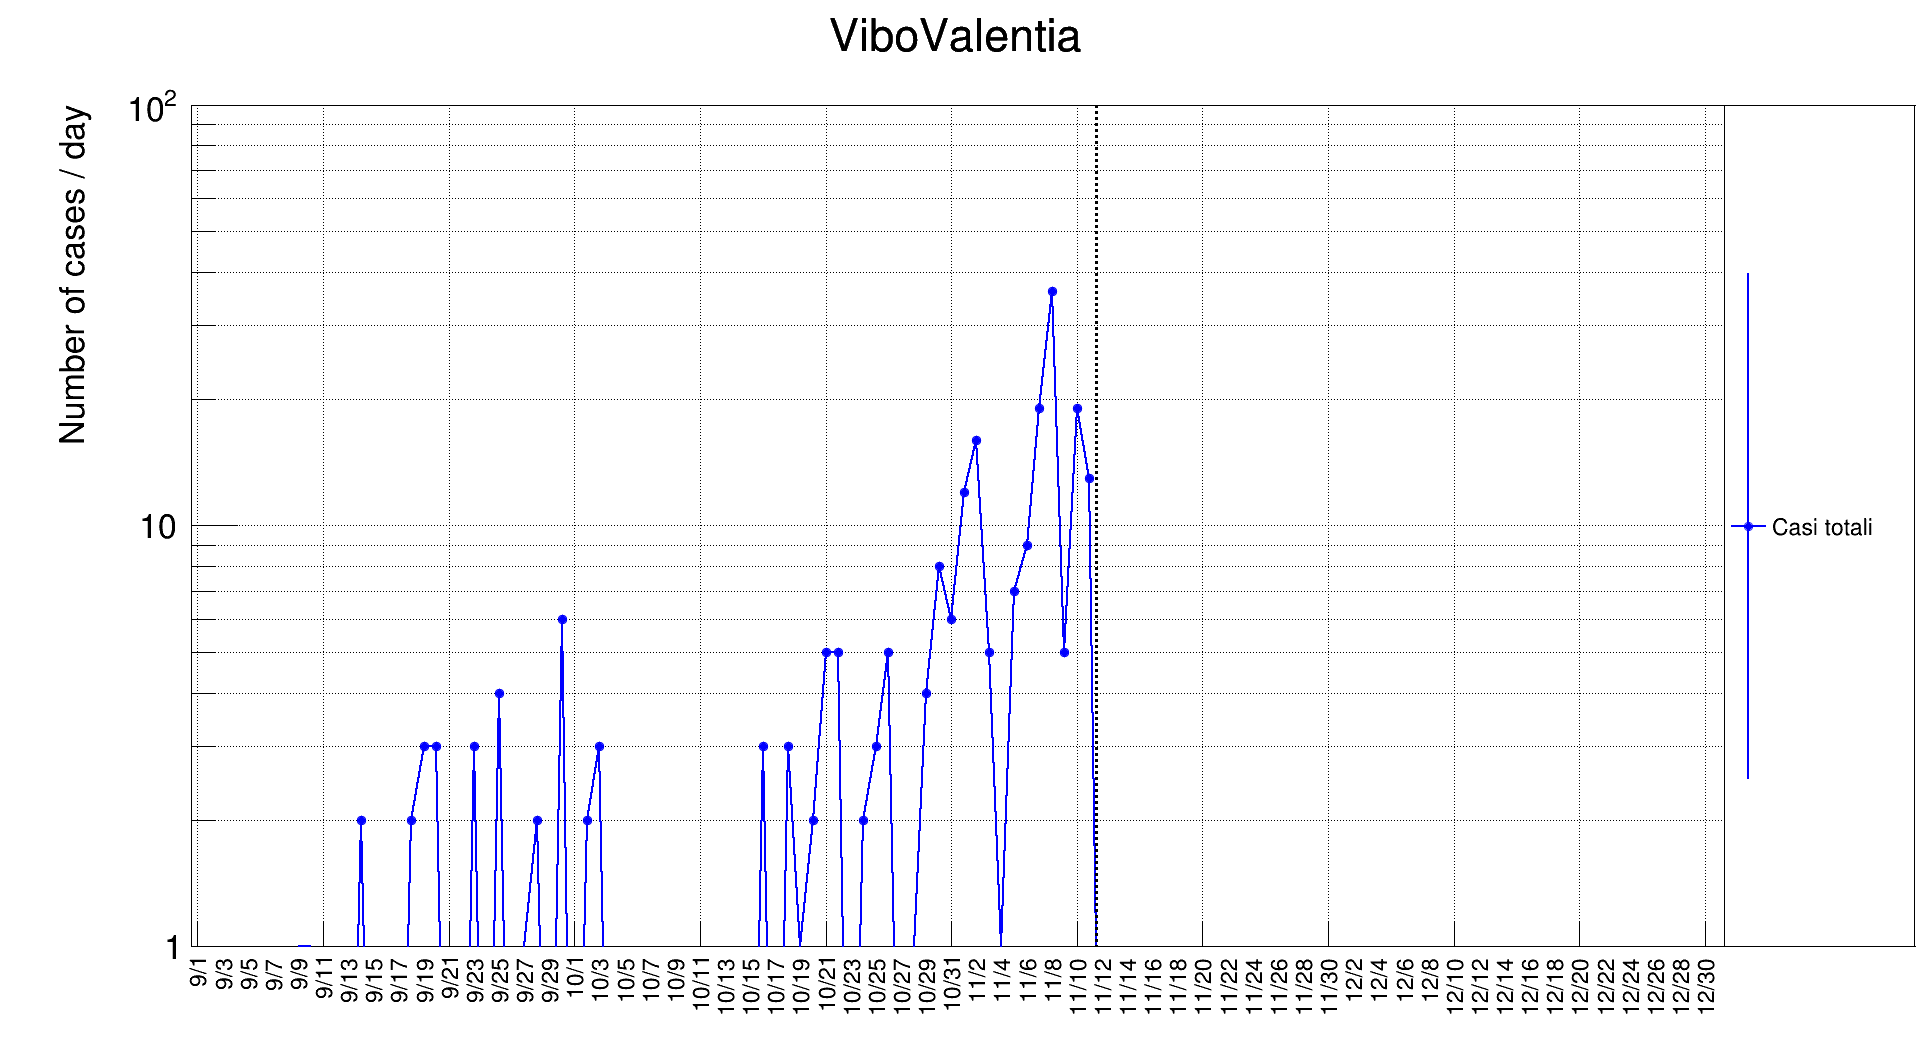 ViboValentia
Number of cases / day
10²
10
1
9/1 9/3 9/5 9/7 9/9 9/11 9/13 9/15 9/17 9/19 9/21 9/23 9/25 9/27 9/29 10/1 10/3 10/5 10/7 10/9 10/11 10/13 10/15 10/17 10/19 10/21 10/23 10/25 10/27 10/29 10/31 11/2 11/4 11/6 11/8 11/10 11/12 11/14 11/16 11/18 11/20 11/22 11/24 11/26 11/28 11/30 12/2 12/4 12/6 12/8 12/10 12/12 12/14 12/16 12/18 12/20 12/22 12/24 12/26 12/28 12/30
Casi totali